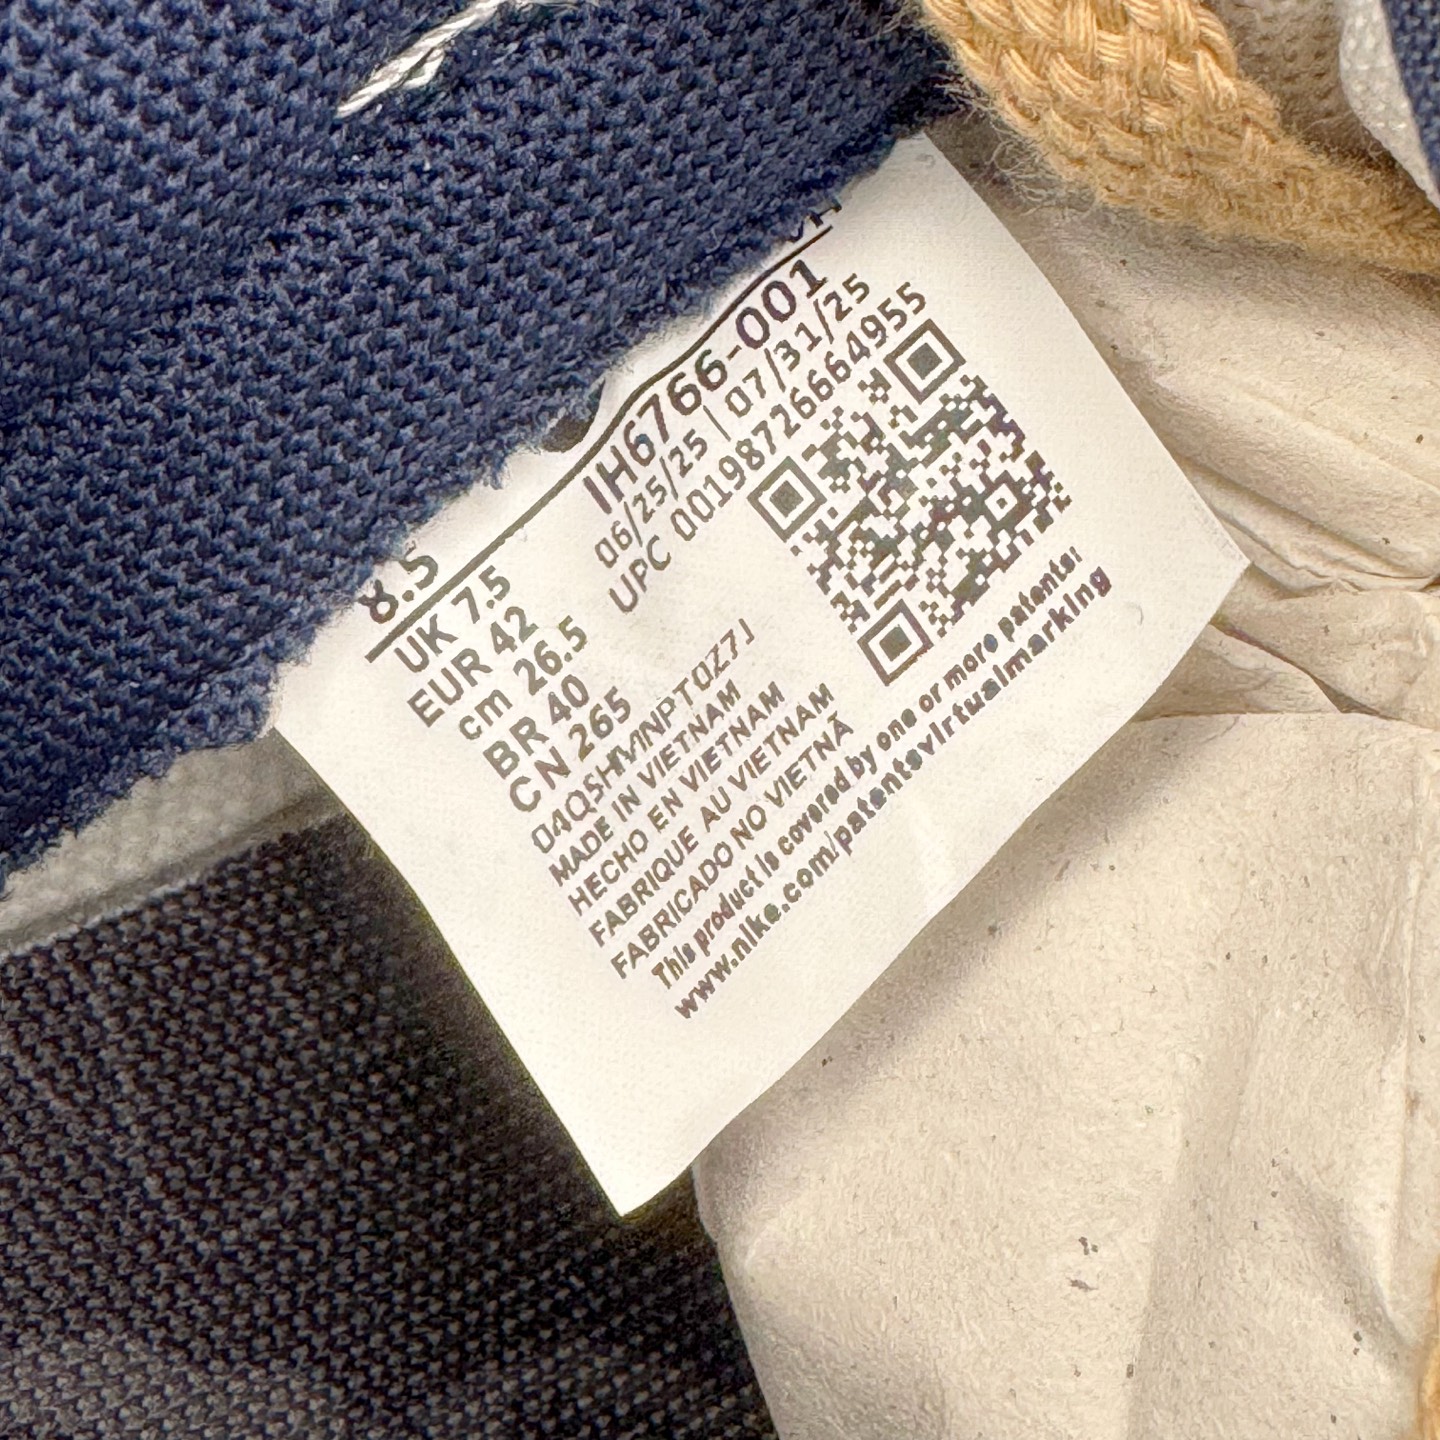 8.5
UK 7.5
EUR 42
cm 26.5
BR 40
CN 265
IH6766-001
06/25/25 | 07/31/25
UPC 00198726664955
04QSHVINPT0Z71
MADE IN VIETNAM
HECHO EN VIETNAM
FABRIQUE AU VIETNAM
FABRICADO NO VIETNÃ
This product is covered by one or more patents:
www.nike.com/patentsvirtualmarking